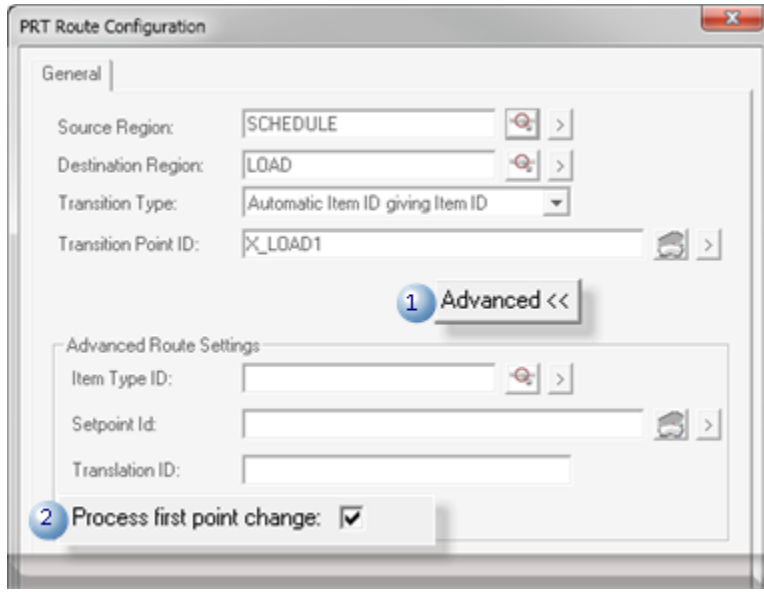 PRT Route Configuration
General
Source Region: SCHEDULE >
Destination Region: LOAD >
Transition Type: Automatic Item ID giving Item ID
Transition Point ID: X_LOAD1 >
1 Advanced <<
Advanced Route Settings
Item Type ID: >
Setpoint Id: >
Translation ID:
2 Process first point change: